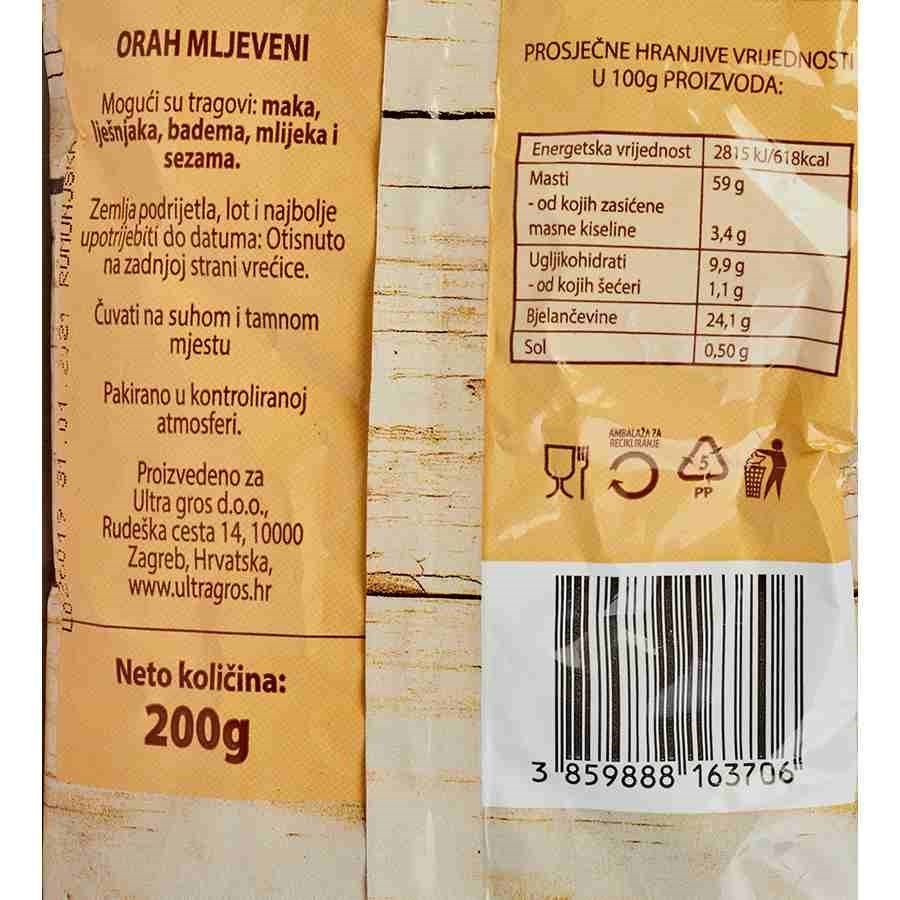 ORAH MLJEVENI
Mogući su tragovi: maka,
lješnjaka, badema, mlijeka i
sezama.
Zemlja podrijetla, lot i najbolje
upotrijebiti do datuma: Otisnuto
na zadnjoj strani vrećice.
Čuvati na suhom i tamnom
mjestu
Pakirano u kontroliranoj
atmosferi.
Proizvedeno za
Ultra gros d.o.o.,
Rudeška cesta 14, 10000
Zagreb, Hrvatska,
www.ultragros.hr
Neto količina:
200g
31.01.2021 RUMUNJSKA
PROSJEČNE HRANJIVE VRIJEDNOSTI
U 100g PROIZVODA:
Energetska vrijednost 2815 kJ/618kcal
Masti 59 g
- od kojih zasićene
masne kiseline 3,4 g
Ugljikohidrati 9,9 g
- od kojih šećeri 1,1 g
Bjelančevine 24,1 g
Sol 0,50 g
AMBALAŽA ZA
RECIKLIRANJE
5
PP
3 859888 163706